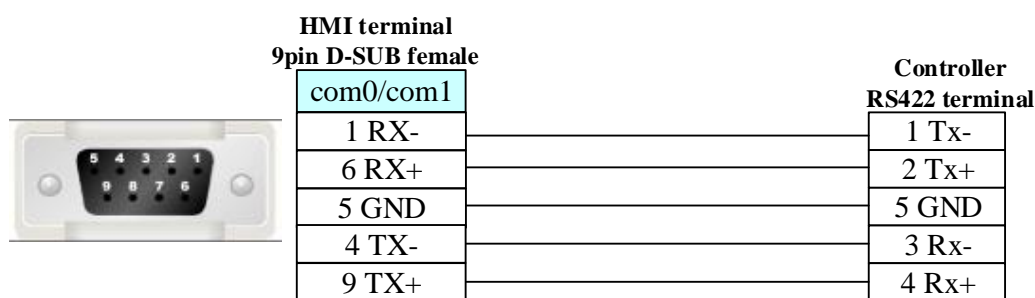 HMI terminal
9pin D-SUB female
com0/com1
Controller
RS422 terminal
1 RX-
1 Tx-
6 RX+
2 Tx+
5 GND
5 GND
4 TX-
3 Rx-
9 TX+
4 Rx+
5 4 3 2 1
9 8 7 6